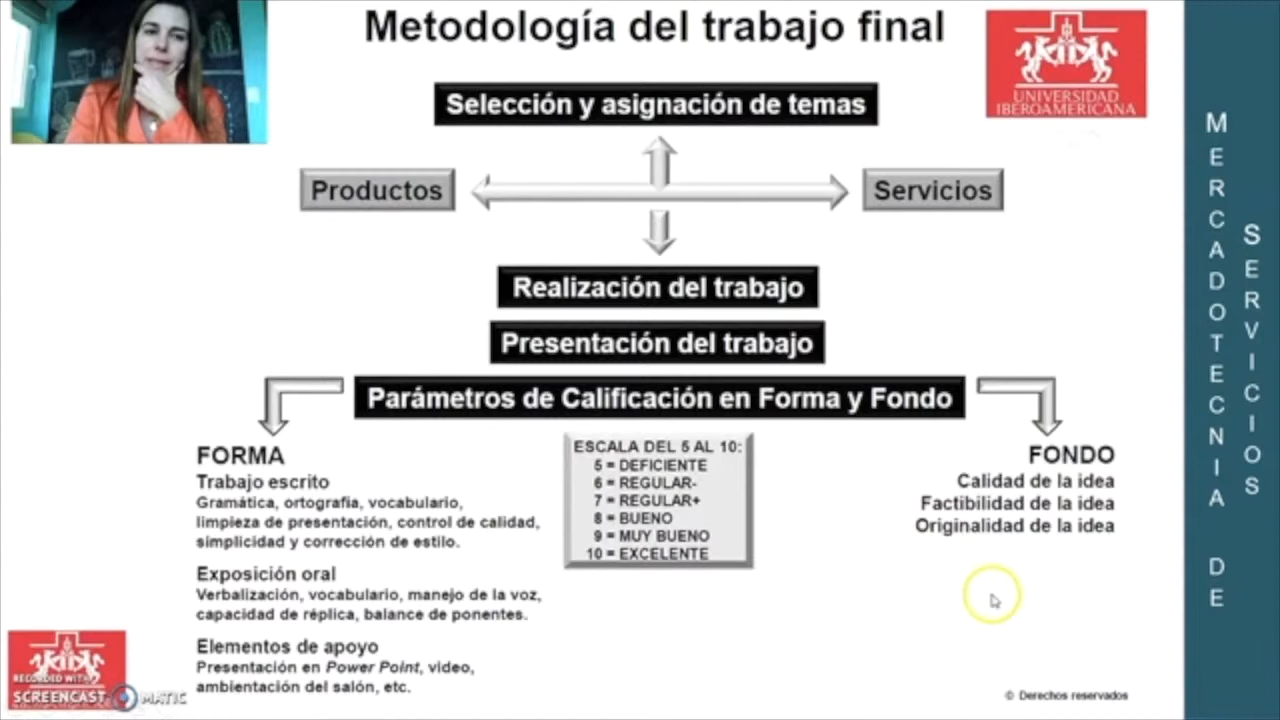 Metodología del trabajo final
UNIVERSIDAD
IBEROAMERICANA
Selección y asignación de temas
Productos
Servicios
Realización del trabajo
Presentación del trabajo
Parámetros de Calificación en Forma y Fondo
FORMA
Trabajo escrito
Gramática, ortografía, vocabulario,
limpieza de presentación, control de calidad,
simplicidad y corrección de estilo.
Exposición oral
Verbalización, vocabulario, manejo de la voz,
capacidad de réplica, balance de ponentes.
Elementos de apoyo
Presentación en Power Point, video,
ambientación del salón, etc.
ESCALA DEL 5 AL 10:
5 = DEFICIENTE
6 = REGULAR-
7 = REGULAR+
8 = BUENO
9 = MUY BUENO
10 = EXCELENTE
FONDO
Calidad de la idea
Factibilidad de la idea
Originalidad de la idea
© Derechos reservados
MERCADOTECNIA DE
SERVICIOS
RECORDED WITH
SCREENCAST MATIC